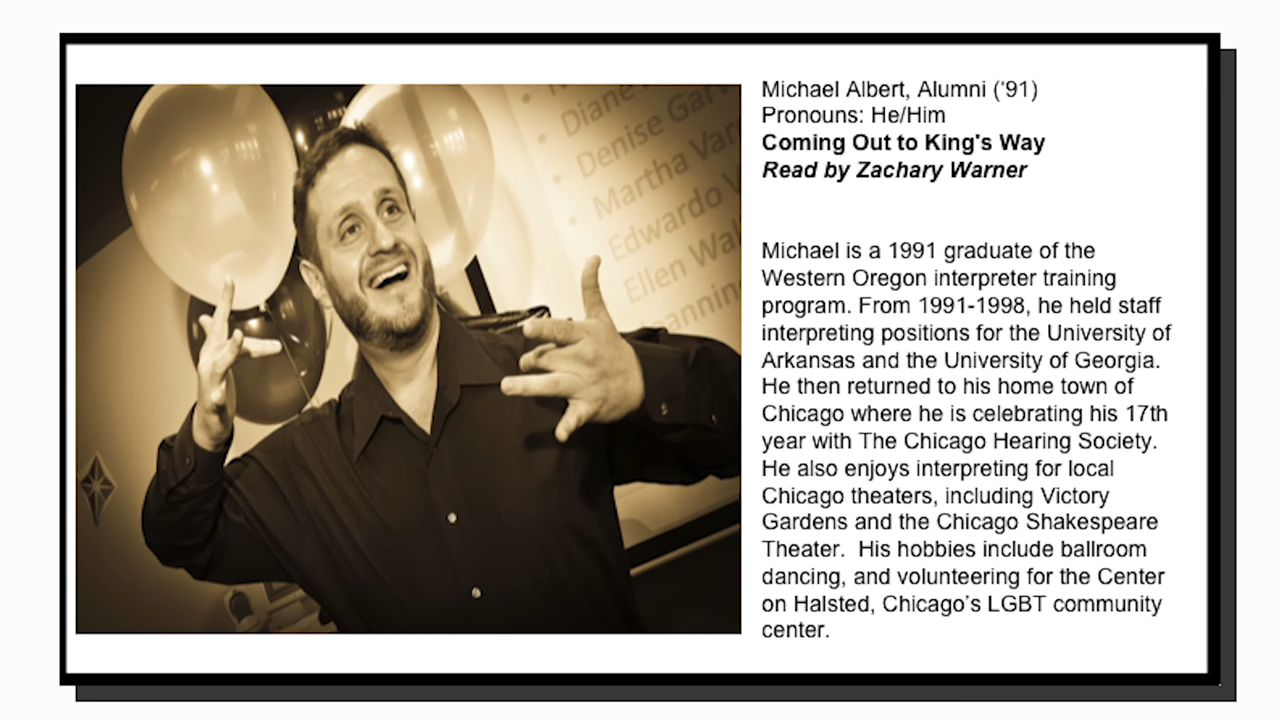 Diane
Denise Gar
Martha Var
Edwardo
Ellen Wal
Michael Albert, Alumni (‘91)
Pronouns: He/Him
Coming Out to King's Way
Read by Zachary Warner
Michael is a 1991 graduate of the
Western Oregon interpreter training
program. From 1991-1998, he held staff
interpreting positions for the University of
Arkansas and the University of Georgia.
He then returned to his home town of
Chicago where he is celebrating his 17th
year with The Chicago Hearing Society.
He also enjoys interpreting for local
Chicago theaters, including Victory
Gardens and the Chicago Shakespeare
Theater.  His hobbies include ballroom
dancing, and volunteering for the Center
on Halsted, Chicago’s LGBT community
center.